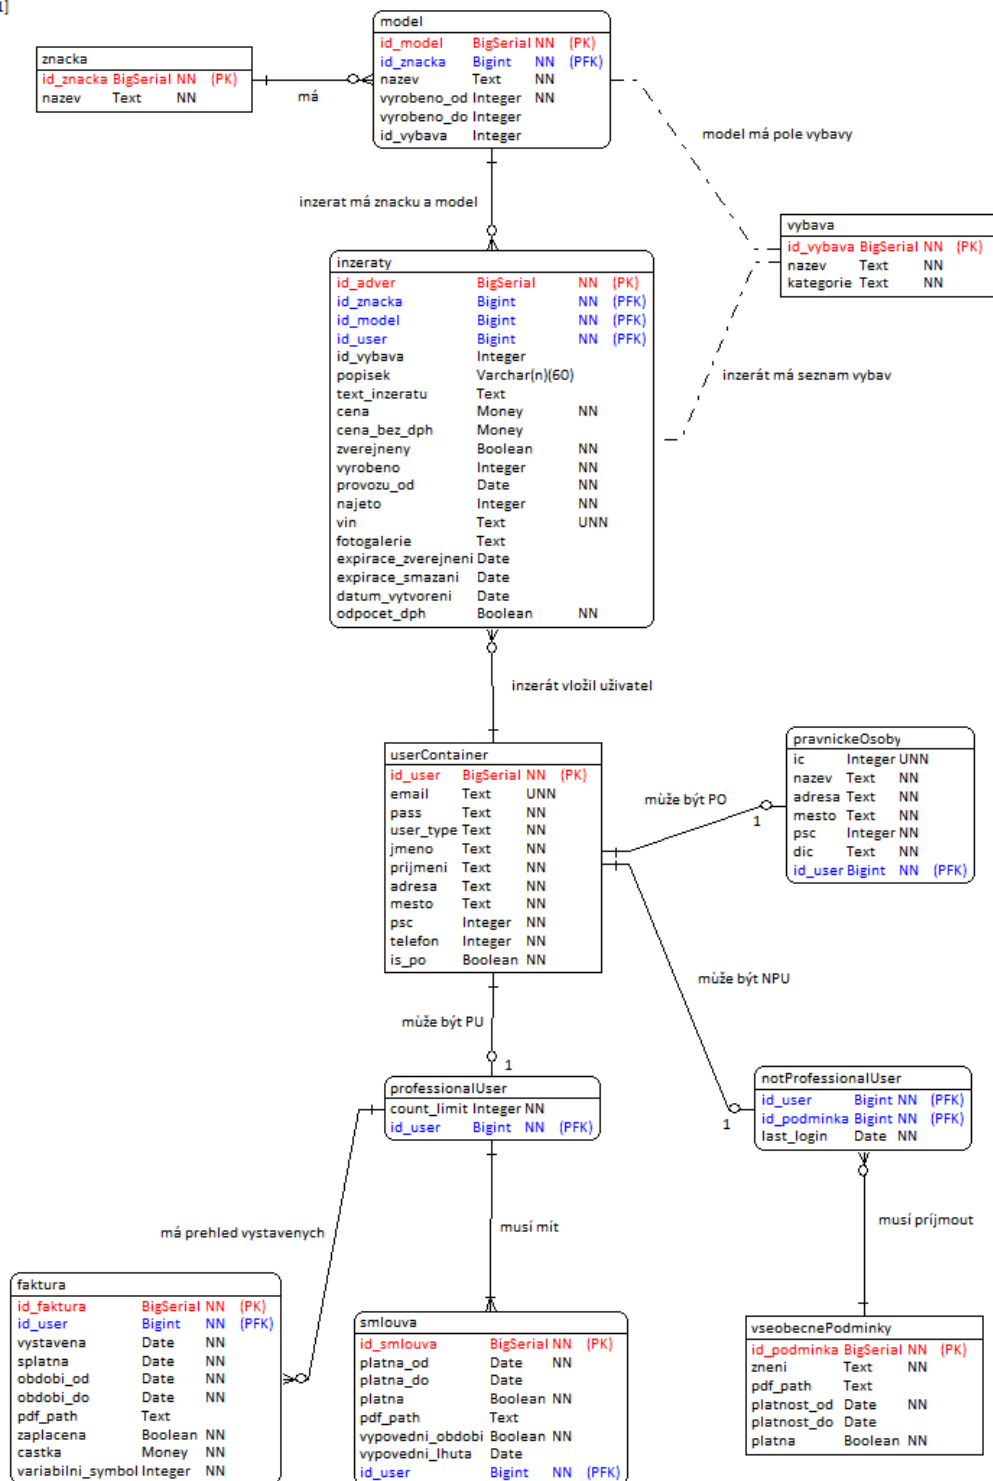 1]
model
id_model BigSerial NN (PK)
id_znacka Bigint NN (PFK)
nazev Text NN
vyrobeno_od Integer NN
vyrobeno_do Integer
id_vybava Integer
znacka
id_znacka BigSerial NN (PK)
nazev Text NN
má
model má pole vybavy
inzerat má znacku a model
vybava
id_vybava BigSerial NN (PK)
nazev Text NN
kategorie Text NN
inzeraty
id_adver BigSerial NN (PK)
id_znacka Bigint NN (PFK)
id_model Bigint NN (PFK)
id_user Bigint NN (PFK)
id_vybava Integer
popisek Varchar(n)(60)
text_inzeratu Text
cena Money NN
cena_bez_dph Money
zverejneny Boolean NN
vyrobeno Integer NN
provozu_od Date NN
najeto Integer NN
vin Text UNN
fotogalerie Text
expirace_zverejneni Date
expirace_smazani Date
datum_vytvoreni Date
odpocet_dph Boolean NN
inzerát má seznam vybav
inzerát vložil uživatel
userContainer
id_user BigSerial NN (PK)
email Text UNN
pass Text NN
user_type Text NN
jmeno Text NN
prijmeni Text NN
adresa Text NN
mesto Text NN
psc Integer NN
telefon Integer NN
is_po Boolean NN
mùže být PO
1
pravnickeOsoby
ic Integer UNN
nazev Text NN
adresa Text NN
mesto Text NN
psc Integer NN
dic Text NN
id_user Bigint NN (PFK)
mùže být NPU
1
mùže být PU
1
professionalUser
count_limit Integer NN
id_user Bigint NN (PFK)
notProfessionalUser
id_user Bigint NN (PFK)
id_podminka Bigint NN (PFK)
last_login Date NN
má prehled vystavenych
musí mít
musí príjmout
faktura
id_faktura BigSerial NN (PK)
id_user Bigint NN (PFK)
vystavena Date NN
splatna Date NN
obdobi_od Date NN
obdobi_do Date NN
pdf_path Text
zaplacena Boolean NN
castka Money NN
variabilni_symbol Integer NN
smlouva
id_smlouva BigSerial NN (PK)
platna_od Date NN
platna_do Date
platna Boolean NN
pdf_path Text
vypovedni_obdobi Boolean NN
vypovedni_lhuta Date
id_user Bigint NN (PFK)
vseobecnePodminky
id_podminka BigSerial NN (PK)
zneni Text NN
pdf_path Text
platnost_od Date NN
platnost_do Date
platna Boolean NN